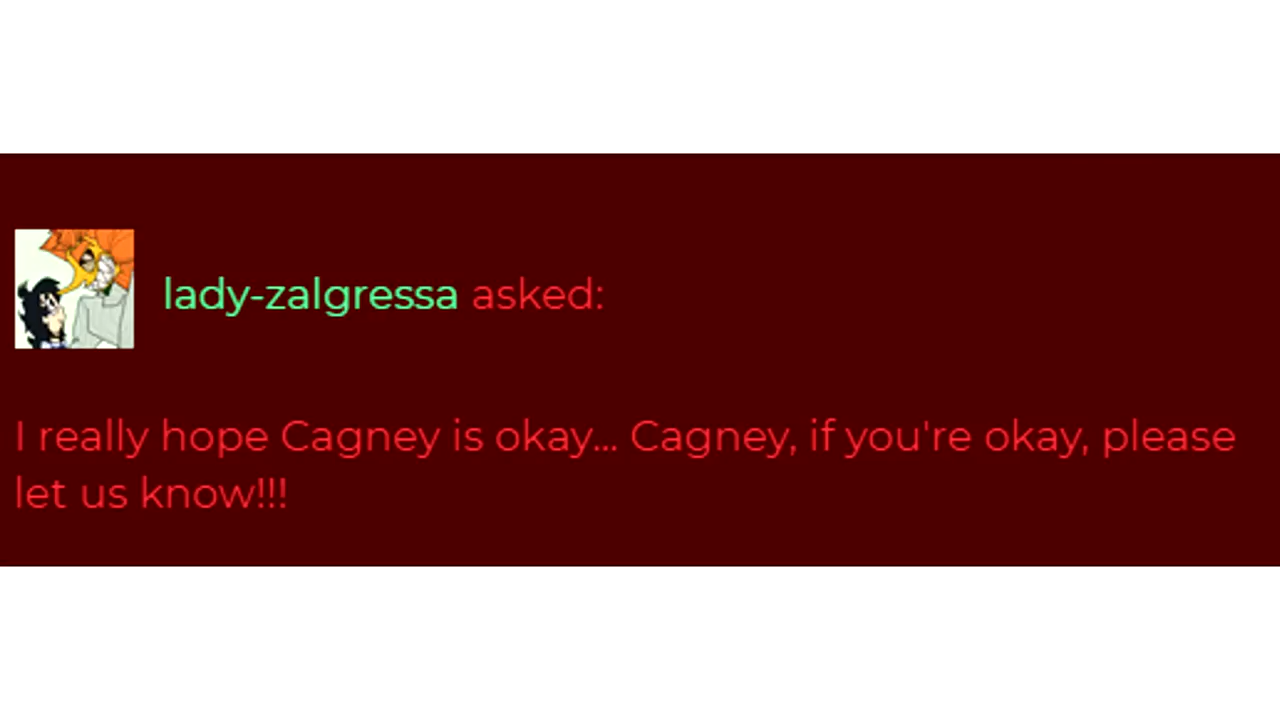 lady-zalgressa asked:
I really hope Cagney is okay... Cagney, if you're okay, please
let us know!!!